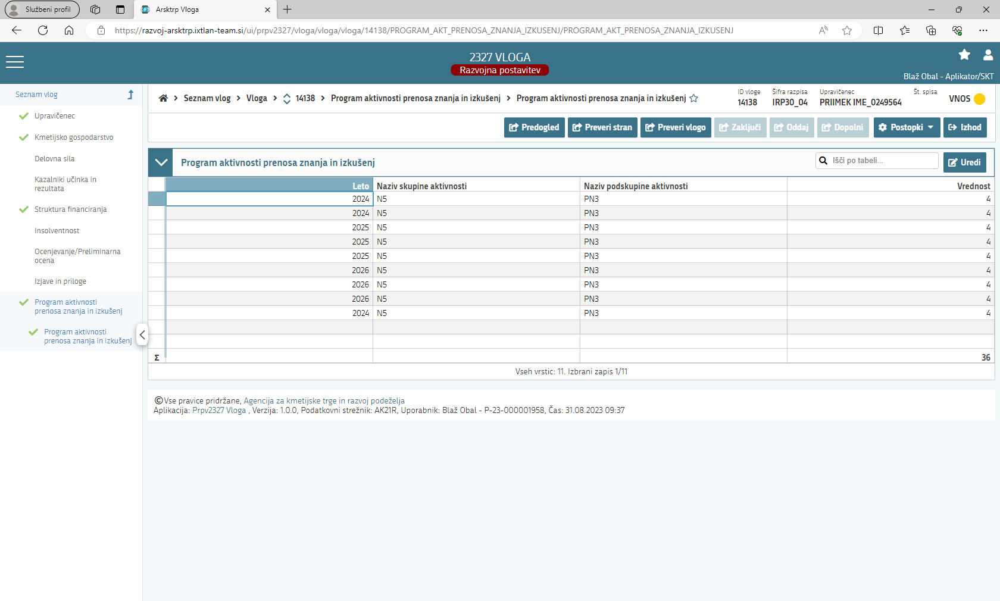 Službeni profil
Arsktrp Vloga
https://razvoj-arsktrp.ixtlan-team.si/ui/prpv2327/vloga/vloga/vloga/14138/PROGRAM_AKT_PRENOSA_ZNANJA_IZKUSENJ/PROGRAM_AKT_PRENOSA_ZNANJA_IZKUSENJ
2327 VLOGA
Razvojna postavitev
Blaž Obal - Aplikator/SKT
Seznam vlog
Upravičenec
Kmetijsko gospodarstvo
Delovna sila
Kazalniki učinka in
rezultata
Struktura financiranja
Insolventnost
Ocenjevanje/Preliminarna
ocena
Izjave in priloge
Program aktivnosti
prenosa znanja in izkušenj
Program aktivnosti
prenosa znanja in izkušenj
Seznam vlog > Vloga > 14138 > Program aktivnosti prenosa znanja in izkušenj > Program aktivnosti prenosa znanja in izkušenj
ID vloge Šifra razpisa Upravičenec Št. spisa
14138 IRP30_04 PRIIMEK IME_0249564 VNOS
Predogled Preveri stran Preveri vlogo Zaključi Oddaj Dopolni Postopki Izhod
Program aktivnosti prenosa znanja in izkušenj Išči po tabeli... Uredi
Leto Naziv skupine aktivnosti Naziv podskupine aktivnosti Vrednost
2024 N5 PN3 4
2024 N5 PN3 4
2025 N5 PN3 4
2025 N5 PN3 4
2025 N5 PN3 4
2026 N5 PN3 4
2026 N5 PN3 4
2026 N5 PN3 4
2024 N5 PN3 4
Σ 36
Vseh vrstic: 11. Izbrani zapis 1/11
©Vse pravice pridržane, Agencija za kmetijske trge in razvoj podeželja
Aplikacija: Prpv2327 Vloga , Verzija: 1.0.0, Podatkovni strežnik: AK21R, Uporabnik: Blaž Obal - P-23-000001958, Čas: 31.08.2023 09:37